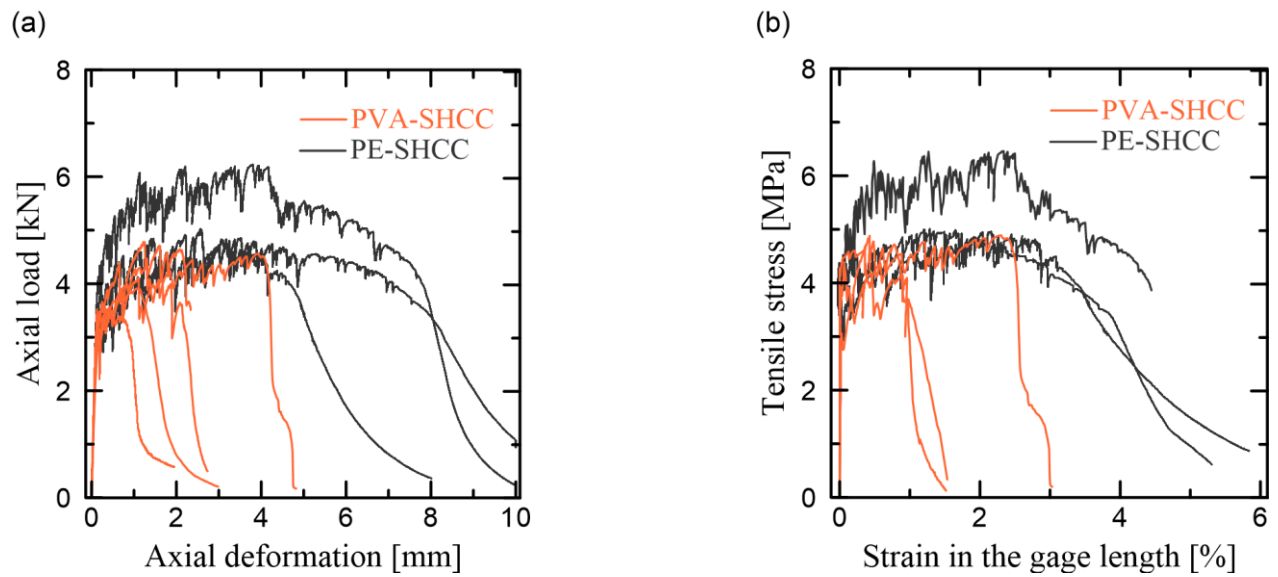 (a)
8
6
4
2
0
Axial load [kN]
PVA-SHCC
PE-SHCC
0 2 4 6 8 10
Axial deformation [mm]
(b)
8
6
4
2
0
Tensile stress [MPa]
PVA-SHCC
PE-SHCC
0 2 4 6
Strain in the gage length [%]